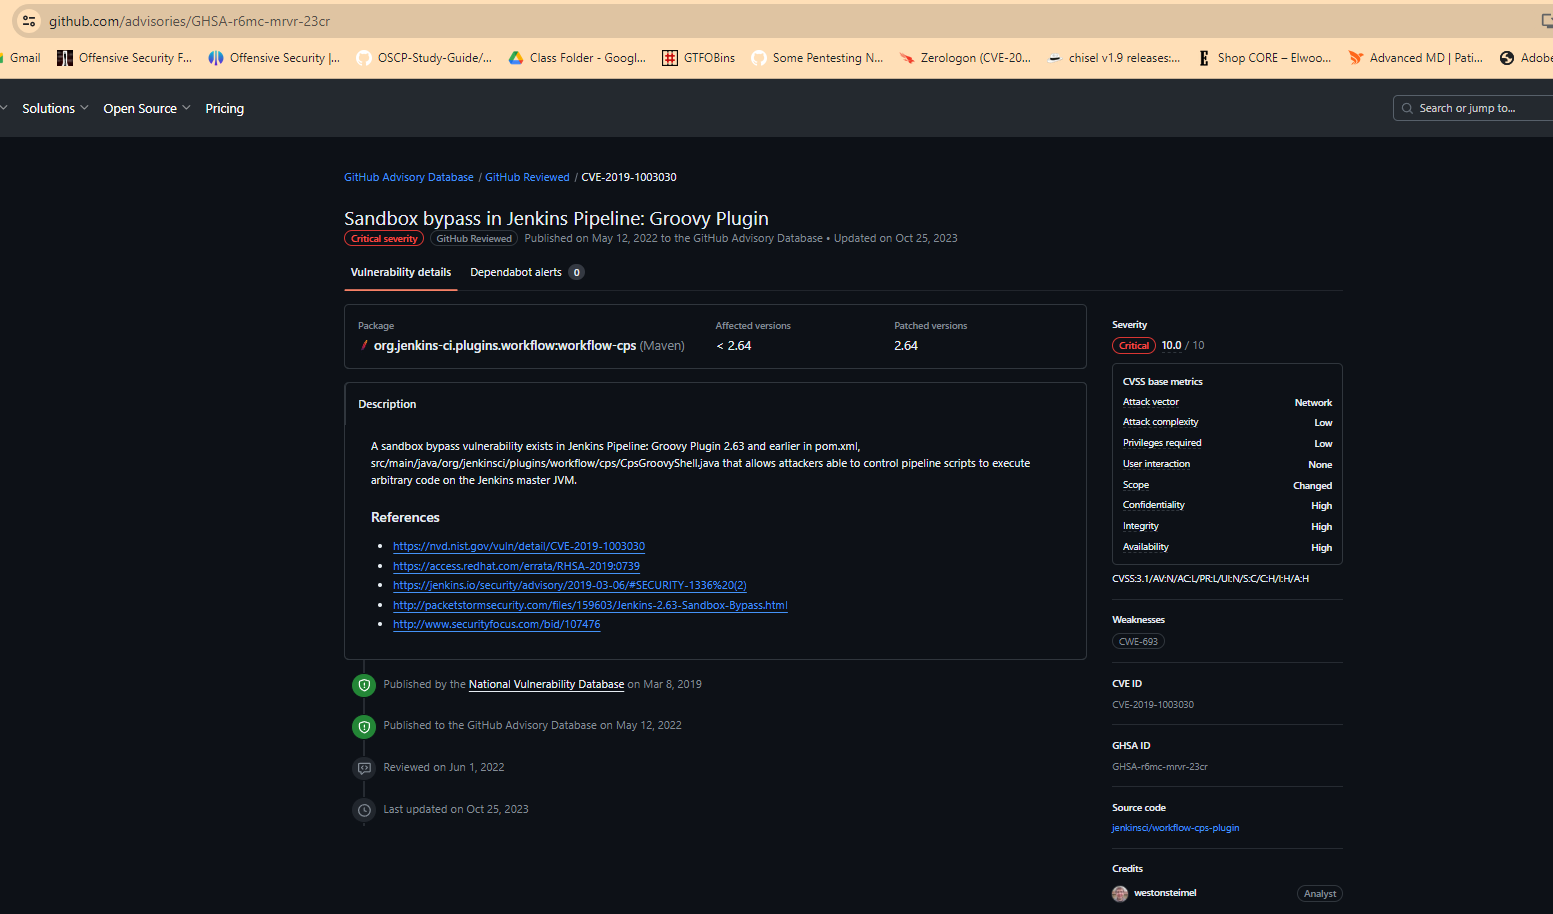 github.com/advisories/GHSA-r6mc-mrvr-23cr
Gmail Offensive Security F... Offensive Security |... OSCP-Study-Guide/... Class Folder - Googl... GTFOBins Some Pentesting N... Zerologon (CVE-20... chisel v1.9 releases:... Shop CORE – Elwoo... Advanced MD | Pati... Adobe
Solutions Open Source Pricing Search or jump to...
GitHub Advisory Database / GitHub Reviewed / CVE-2019-1003030
Sandbox bypass in Jenkins Pipeline: Groovy Plugin
Critical severity GitHub Reviewed Published on May 12, 2022 to the GitHub Advisory Database • Updated on Oct 25, 2023
Vulnerability details Dependabot alerts 0
Package Affected versions Patched versions
org.jenkins-ci.plugins.workflow:workflow-cps (Maven) < 2.64 2.64
Description
A sandbox bypass vulnerability exists in Jenkins Pipeline: Groovy Plugin 2.63 and earlier in pom.xml,
src/main/java/org/jenkinsci/plugins/workflow/cps/CpsGroovyShell.java that allows attackers able to control pipeline scripts to execute
arbitrary code on the Jenkins master JVM.
References
• https://nvd.nist.gov/vuln/detail/CVE-2019-1003030
• https://access.redhat.com/errata/RHSA-2019:0739
• https://jenkins.io/security/advisory/2019-03-06/#SECURITY-1336%20(2)
• http://packetstormsecurity.com/files/159603/Jenkins-2.63-Sandbox-Bypass.html
• http://www.securityfocus.com/bid/107476
Published by the National Vulnerability Database on Mar 8, 2019
Published to the GitHub Advisory Database on May 12, 2022
Reviewed on Jun 1, 2022
Last updated on Oct 25, 2023
Severity
Critical 10.0 / 10
CVSS base metrics
Attack vector Network
Attack complexity Low
Privileges required Low
User interaction None
Scope Changed
Confidentiality High
Integrity High
Availability High
CVSS:3.1/AV:N/AC:L/PR:L/UI:N/S:C/C:H/I:H/A:H
Weaknesses
CWE-693
CVE ID
CVE-2019-1003030
GHSA ID
GHSA-r6mc-mrvr-23cr
Source code
jenkinsci/workflow-cps-plugin
Credits
westonsteimel Analyst